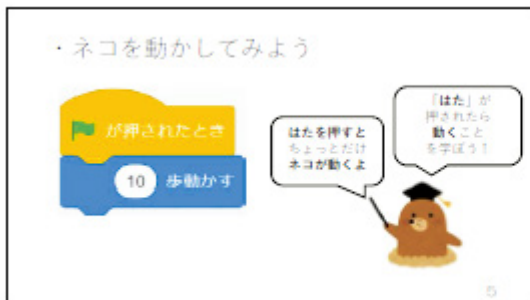 ・ネコを動かしてみよう
が押されたとき
10 歩動かす
はたを押すと
ちょっとだけ
ネコが動くよ
「はた」が
押されたら
動くこと
を学ぼう！
5